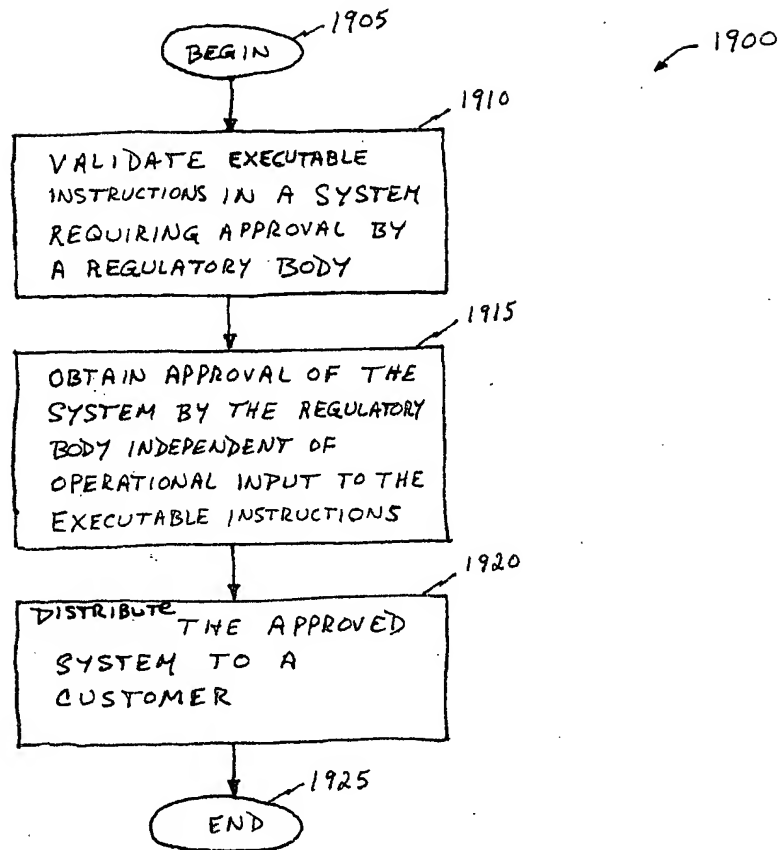 1905
BEGIN
1900
1910
VALIDATE EXECUTABLE
INSTRUCTIONS IN A SYSTEM
REQUIRING APPROVAL BY
A REGULATORY BODY
1915
OBTAIN APPROVAL OF THE
SYSTEM BY THE REGULATORY
BODY INDEPENDENT OF
OPERATIONAL INPUT TO THE
EXECUTABLE INSTRUCTIONS
1920
DISTRIBUTE THE APPROVED
SYSTEM TO A
CUSTOMER
1925
END